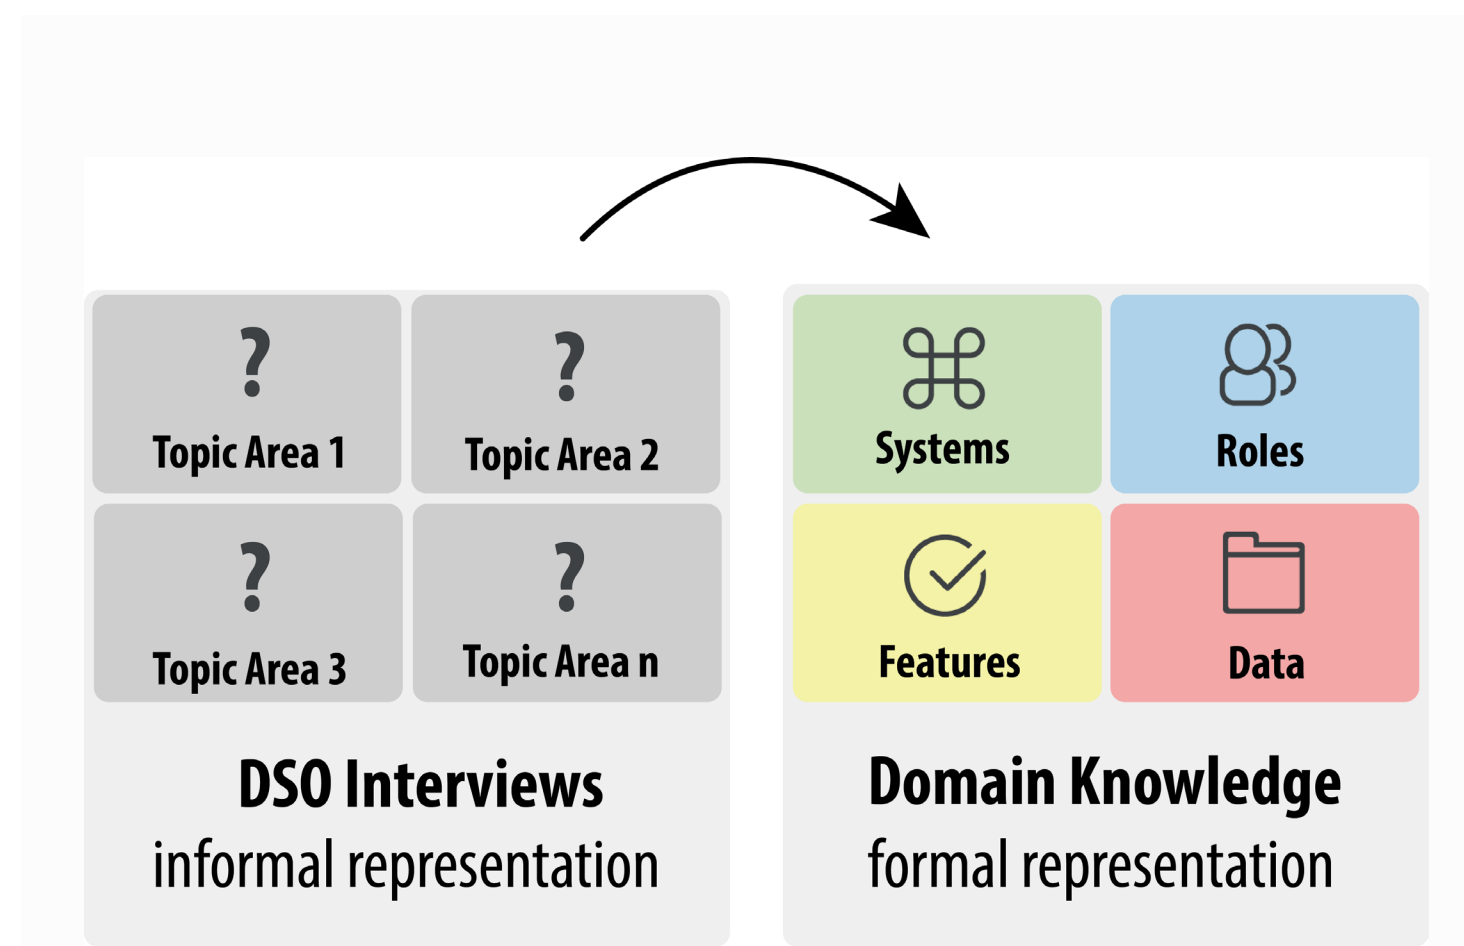 ?
Topic Area 1
?
Topic Area 2
?
Topic Area 3
?
Topic Area n
DSO Interviews
informal representation
Systems
Roles
Features
Data
Domain Knowledge
formal representation